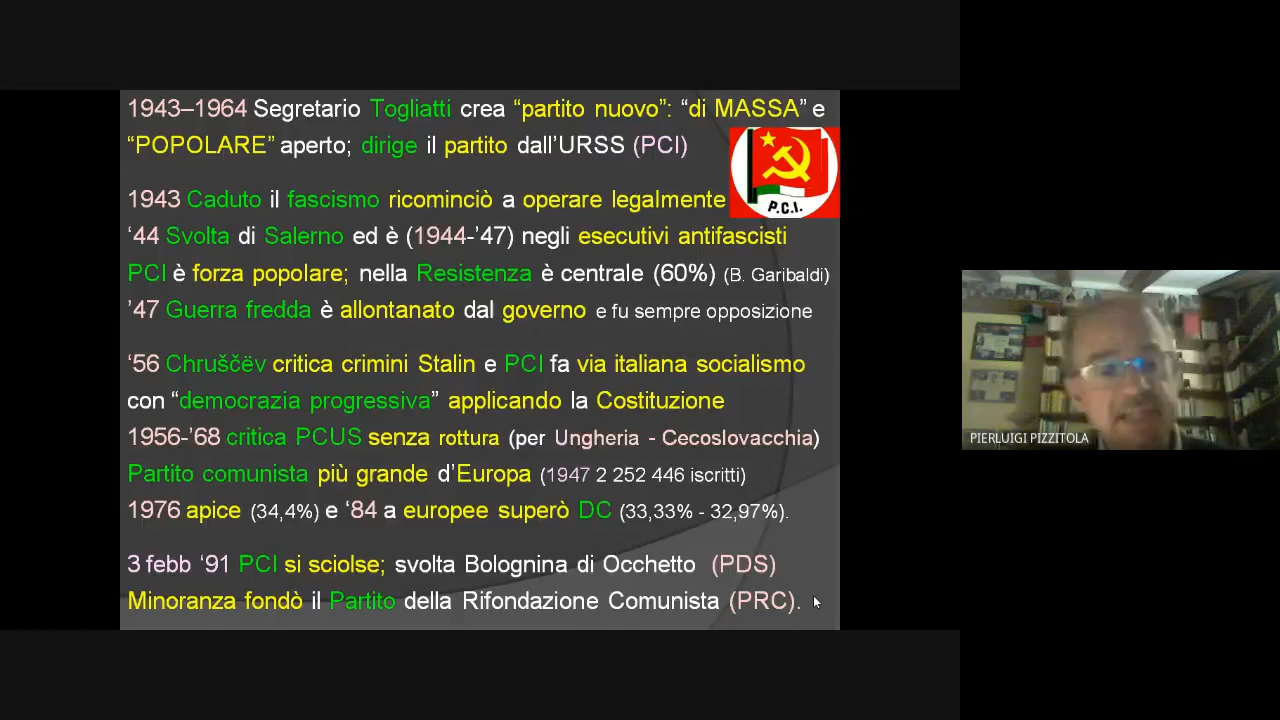 1943–1964 Segretario Togliatti crea “partito nuovo”: “di MASSA” e
“POPOLARE” aperto; dirige il partito dall’URSS (PCI)
1943 Caduto il fascismo ricominciò a operare legalmente
‘44 Svolta di Salerno ed è (1944-’47) negli esecutivi antifascisti
PCI è forza popolare; nella Resistenza è centrale (60%) (B. Garibaldi)
’47 Guerra fredda è allontanato dal governo e fu sempre opposizione
‘56 Chruščëv critica crimini Stalin e PCI fa via italiana socialismo
con “democrazia progressiva” applicando la Costituzione
1956-’68 critica PCUS senza rottura (per Ungheria - Cecoslovacchia)
Partito comunista più grande d’Europa (1947 2 252 446 iscritti)
1976 apice (34,4%) e ‘84 a europee superò DC (33,33% - 32,97%).
3 febb ‘91 PCI si sciolse; svolta Bolognina di Occhetto (PDS)
Minoranza fondò il Partito della Rifondazione Comunista (PRC).
P.C.I.
PIERLUIGI PIZZITOLA